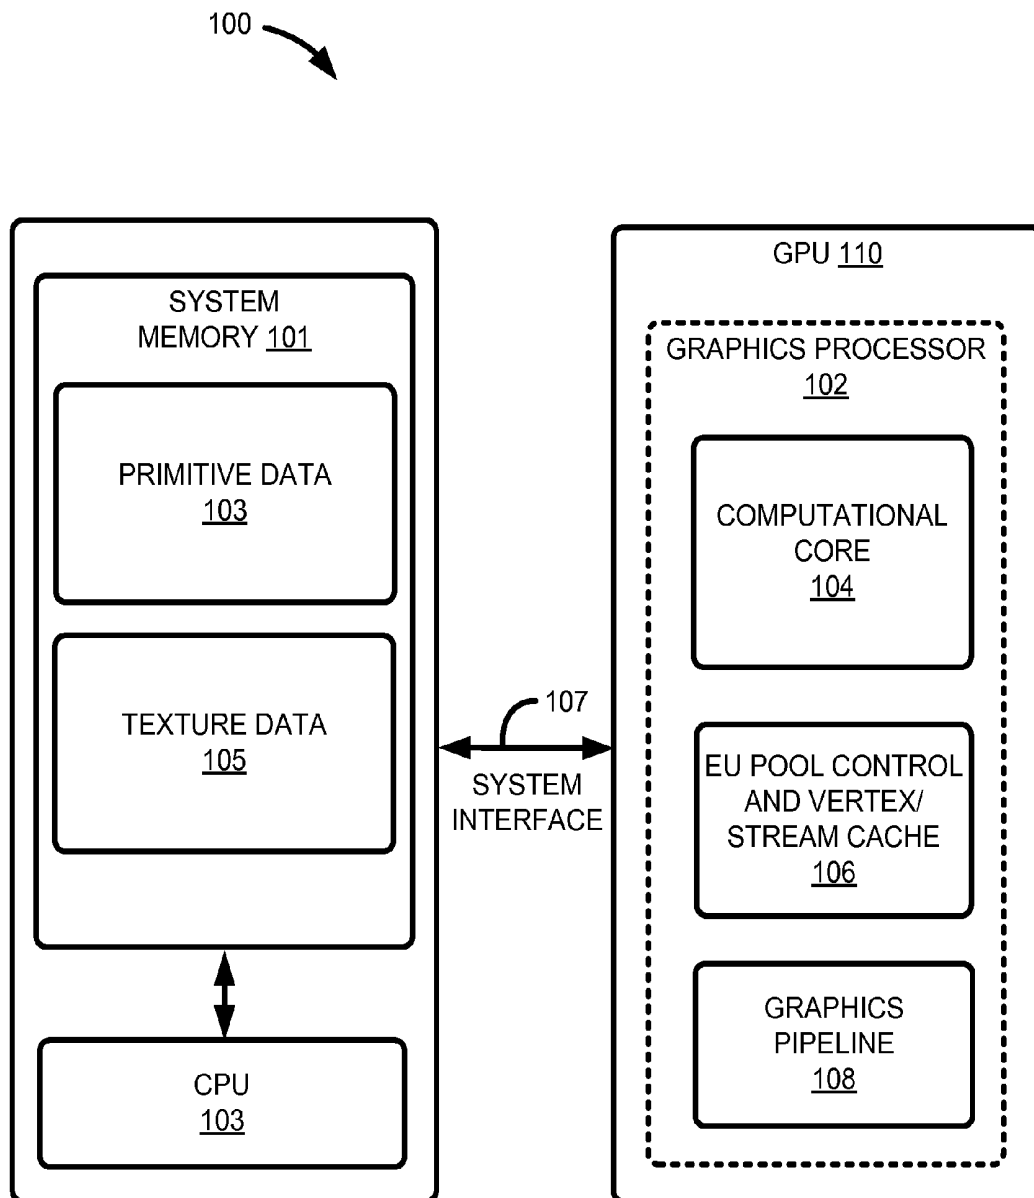 100
SYSTEM
MEMORY 101
PRIMITIVE DATA
103
TEXTURE DATA
105
CPU
103
107
SYSTEM
INTERFACE
GPU 110
GRAPHICS PROCESSOR
102
COMPUTATIONAL
CORE
104
EU POOL CONTROL
AND VERTEX/
STREAM CACHE
106
GRAPHICS
PIPELINE
108